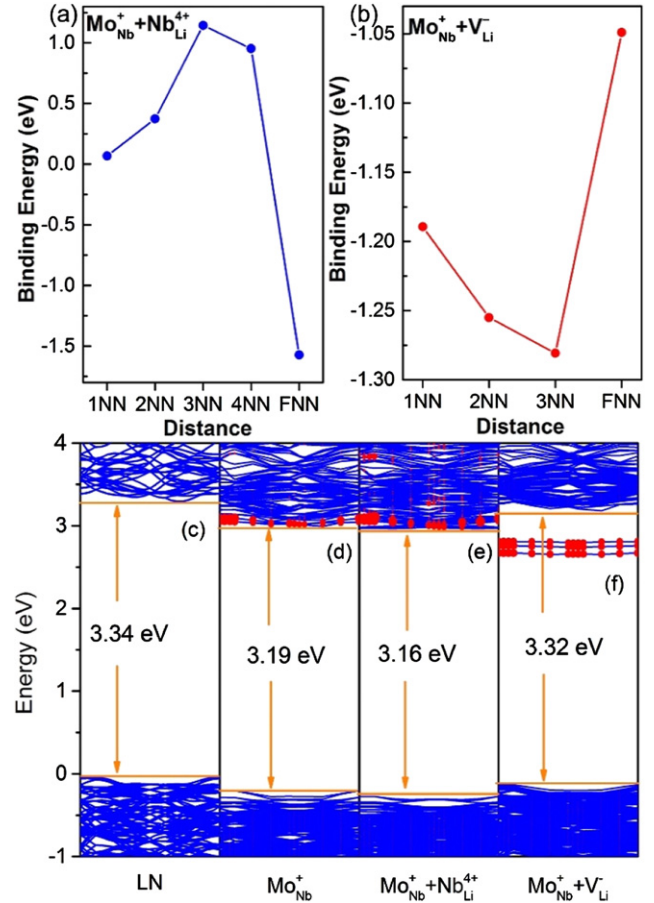 (a) Mo⁺Nb+Nb⁴⁺Li
Binding Energy (eV)
1.0
0.5
0.0
-0.5
-1.0
-1.5
1NN 2NN 3NN 4NN FNN
Distance
(b) Mo⁺Nb+V⁻Li
Binding Energy (eV)
-1.05
-1.10
-1.15
-1.20
-1.25
-1.30
1NN 2NN 3NN FNN
Distance
Energy (eV)
4
3
2
1
0
-1
(c) (d) (e) (f)
3.34 eV 3.19 eV 3.16 eV 3.32 eV
LN Mo⁺Nb Mo⁺Nb+Nb⁴⁺Li Mo⁺Nb+V⁻Li